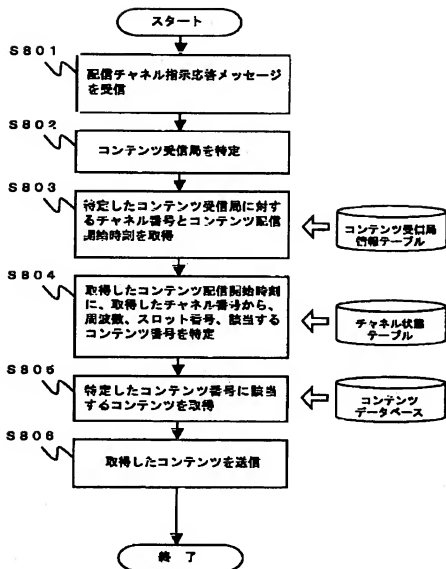 スタート
S801
配信チャネル指示応答メッセージ
を受信
S802
コンテンツ受信局を特定
S803
特定したコンテンツ受信局に対す
るチャネル番号とコンテンツ配信
開始時刻を取得
コンテンツ受信局
情報テーブル
S804
取得したコンテンツ配信開始時刻
に、取得したチャネル番号から、
周波数、スロット番号、該当する
コンテンツ番号を特定
チャネル状態
テーブル
S805
特定したコンテンツ番号に該当
するコンテンツを取得
コンテンツ
データベース
S806
取得したコンテンツを送信
終了